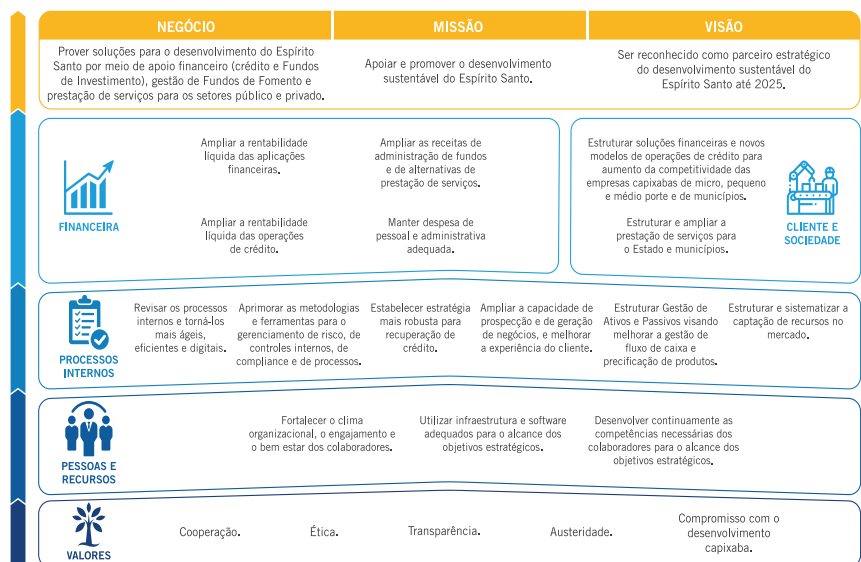 NEGÓCIO
Prover soluções para o desenvolvimento do Espírito
Santo por meio de apoio financeiro (crédito e Fundos
de Investimento), gestão de Fundos de Fomento e
prestação de serviços para os setores público e privado.
MISSÃO
Apoiar e promover o desenvolvimento
sustentável do Espírito Santo.
VISÃO
Ser reconhecido como parceiro estratégico
do desenvolvimento sustentável do
Espírito Santo até 2025.
FINANCEIRA
Ampliar a rentabilidade
líquida das aplicações
financeiras.
Ampliar as receitas de
administração de fundos
e de alternativas de
prestação de serviços.
Ampliar a rentabilidade
líquida das operações
de crédito.
Manter despesa de
pessoal e administrativa
adequada.
Estruturar soluções financeiras e novos
modelos de operações de crédito para
aumento da competitividade das
empresas capixabas de micro, pequeno
e médio porte e de municípios.
Estruturar e ampliar a
prestação de serviços para
o Estado e municípios.
CLIENTE E
SOCIEDADE
PROCESSOS
INTERNOS
Revisar os processos
internos e torná-los
mais ágeis,
eficientes e digitais.
Aprimorar as metodologias
e ferramentas para o
gerenciamento de risco, de
controles internos, de
compliance e de processos.
Estabelecer estratégia
mais robusta para
recuperação de
crédito.
Ampliar a capacidade de
prospecção e de geração
de negócios, e melhorar
a experiência do cliente.
Estruturar Gestão de
Ativos e Passivos visando
melhorar a gestão de
fluxo de caixa e
precificação de produtos.
Estruturar e sistematizar a
captação de recursos no
mercado.
PESSOAS E
RECURSOS
Fortalecer o clima
organizacional, o engajamento e
o bem estar dos colaboradores.
Utilizar infraestrutura e software
adequados para o alcance dos
objetivos estratégicos.
Desenvolver continuamente as
competências necessárias dos
colaboradores para o alcance dos
objetivos estratégicos.
VALORES
Cooperação.
Ética.
Transparência.
Austeridade.
Compromisso com o
desenvolvimento
capixaba.